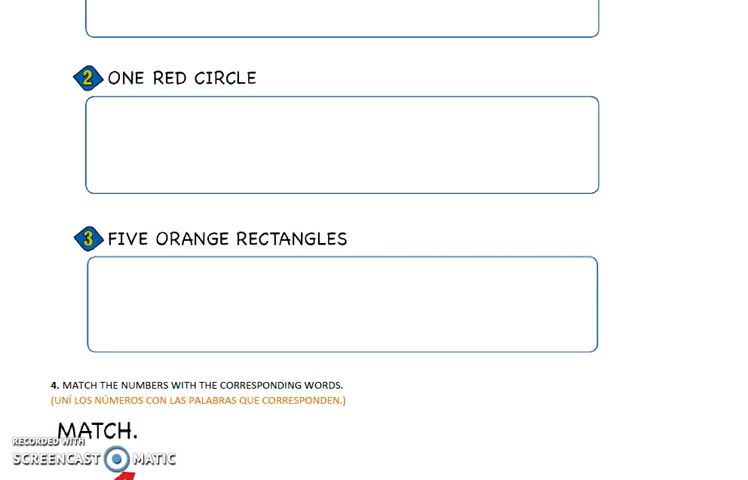 2 ONE RED CIRCLE
3 FIVE ORANGE RECTANGLES
4. MATCH THE NUMBERS WITH THE CORRESPONDING WORDS.
(UNÍ LOS NÚMEROS CON LAS PALABRAS QUE CORRESPONDEN.)
MATCH.
RECORDED WITH
SCREENCAST MATIC